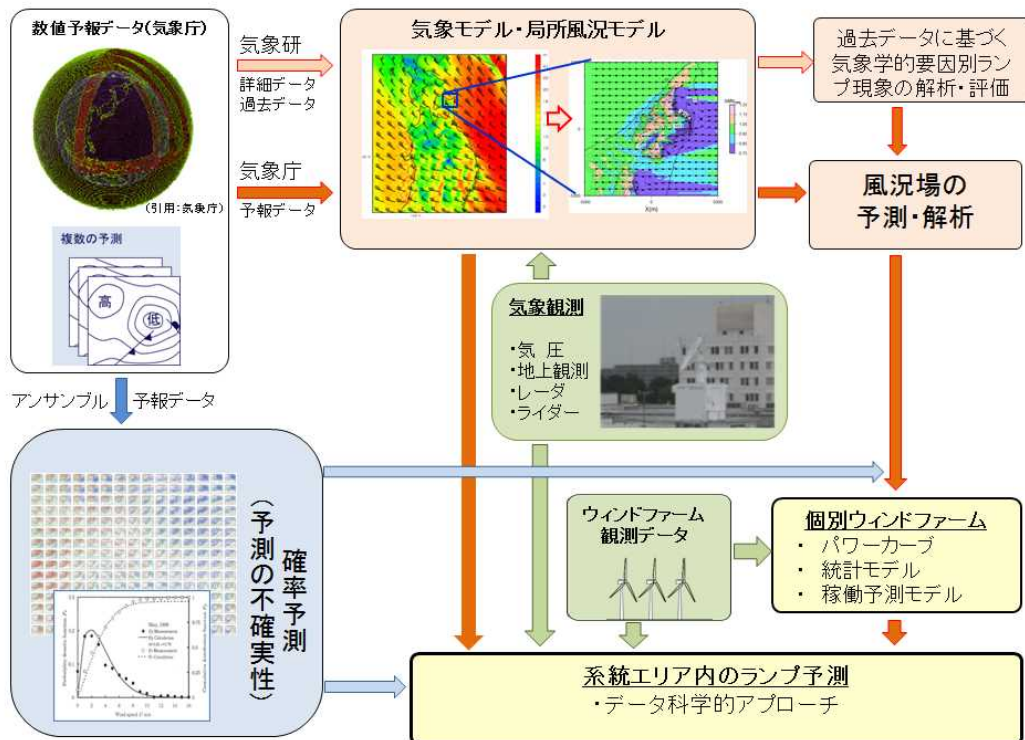 数値予報データ(気象庁)
(引用:気象庁)
複数の予測
高
低
気象研
詳細データ
過去データ
気象庁
予報データ
気象モデル・局所風況モデル
X(m)
過去データに基づく
気象学的要因別ラン
プ現象の解析・評価
風況場の
予測・解析
気象観測
・気 圧
・地上観測
・レーダ
・ライダー
アンサンブル 予報データ
確率予測
(予測の不確実性)
ウィンドファーム
観測データ
個別ウィンドファーム
・ パワーカーブ
・ 統計モデル
・ 稼働予測モデル
系統エリア内のランプ予測
・データ科学的アプローチ